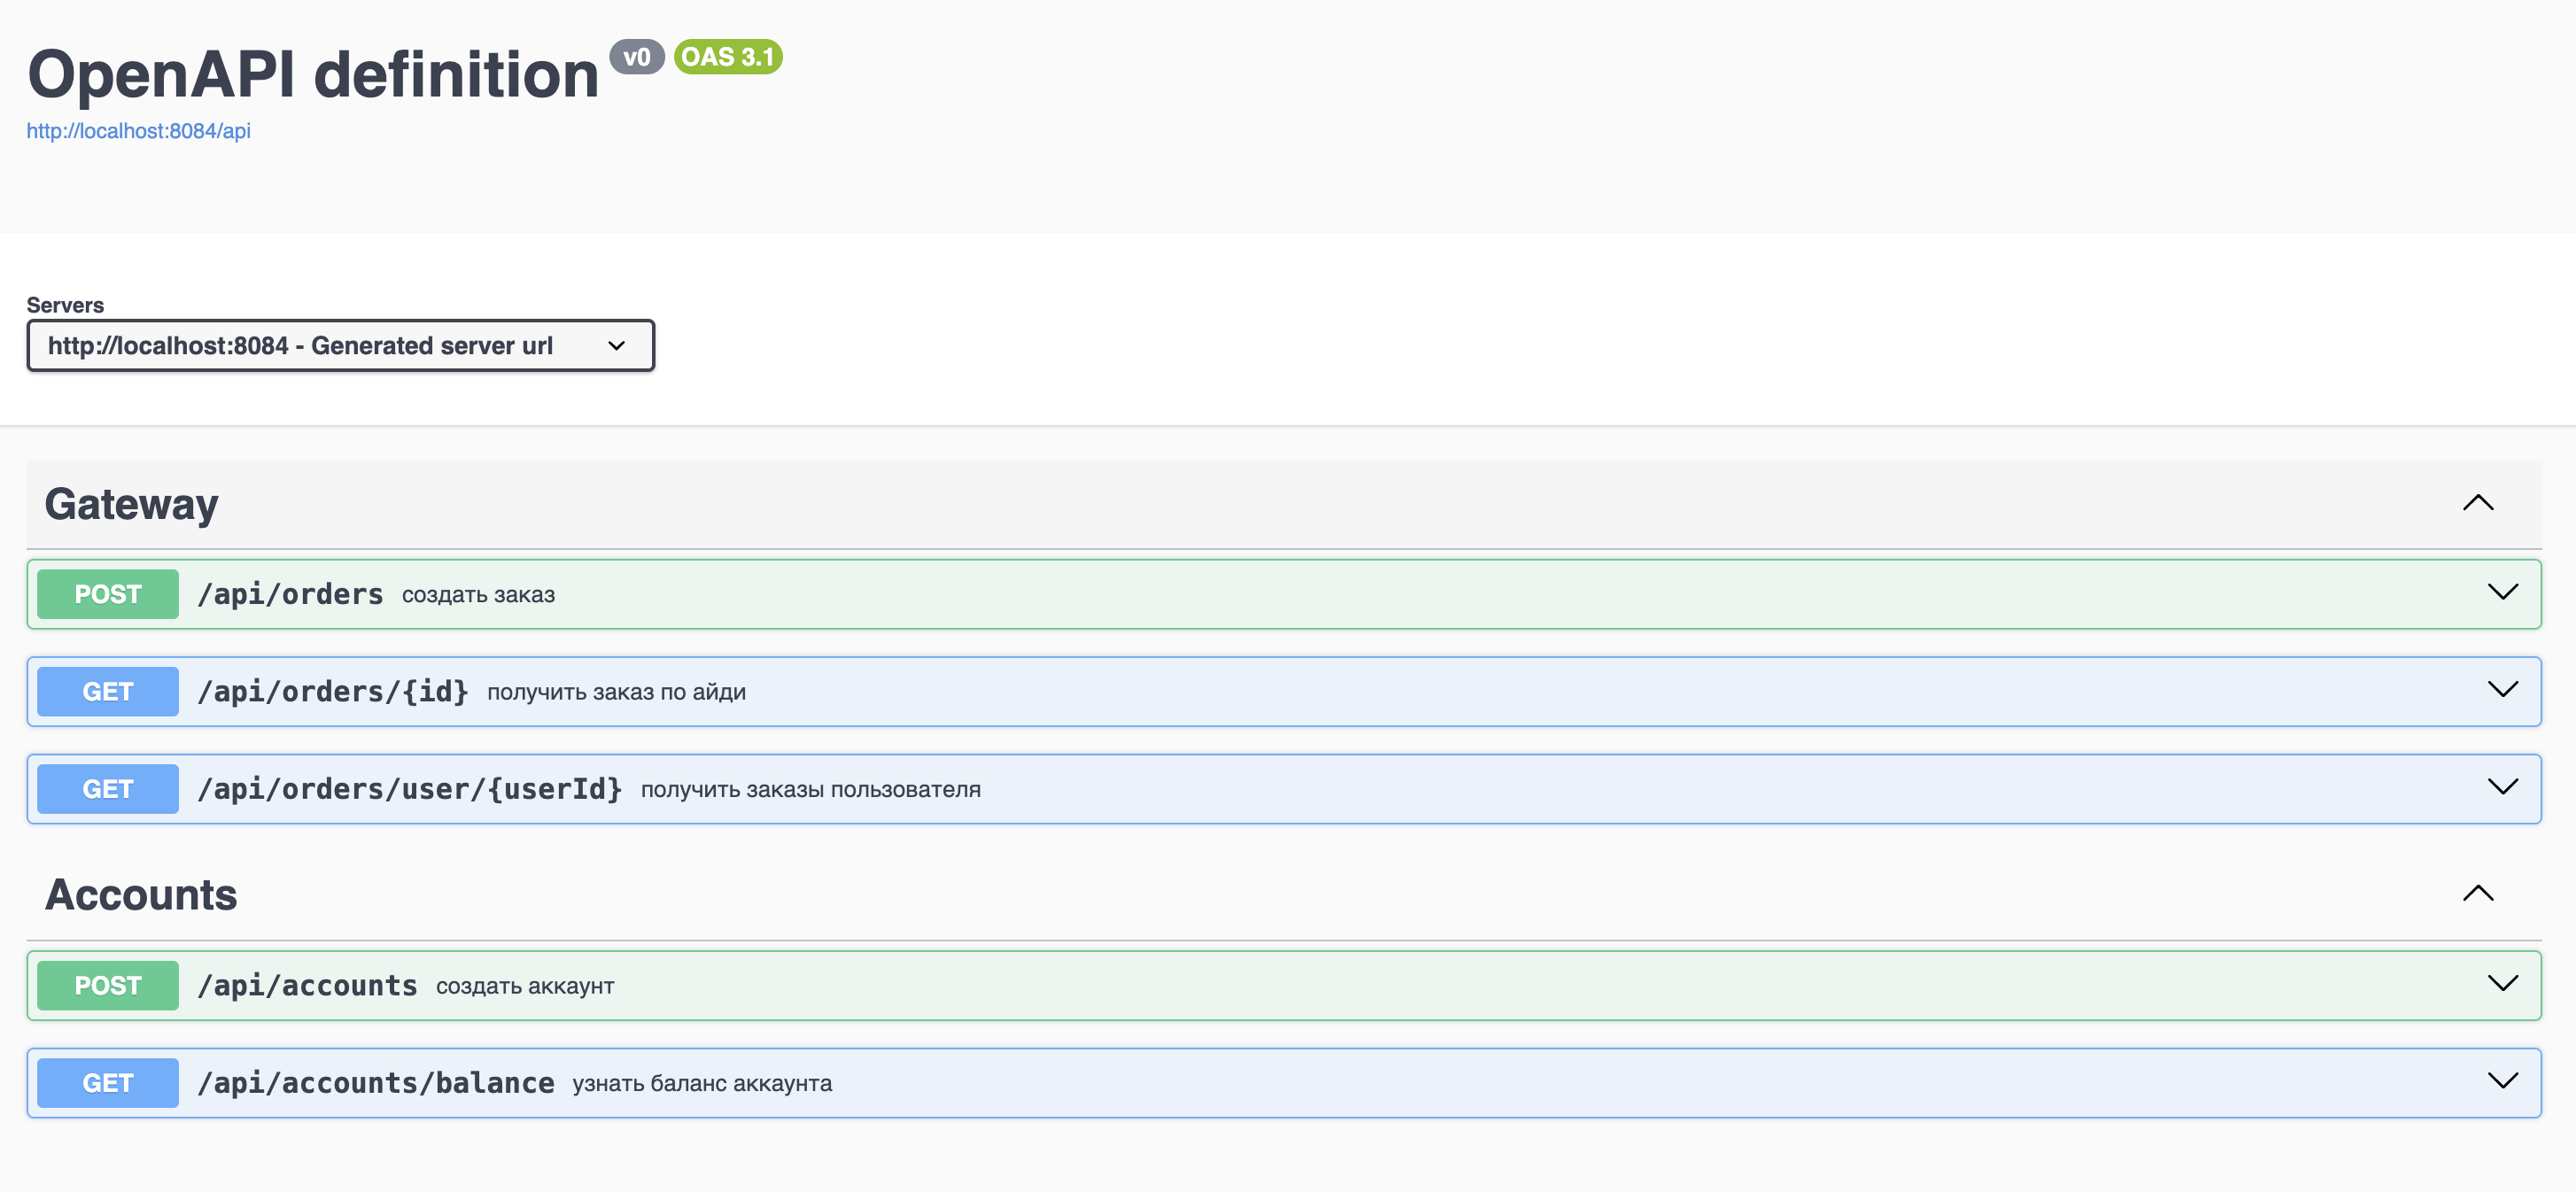 OpenAPI definition v0 OAS 3.1
http://localhost:8084/api
Servers
http://localhost:8084 - Generated server url
Gateway
POST /api/orders создать заказ
GET /api/orders/{id} получить заказ по айди
GET /api/orders/user/{userId} получить заказы пользователя
Accounts
POST /api/accounts создать аккаунт
GET /api/accounts/balance узнать баланс аккаунта